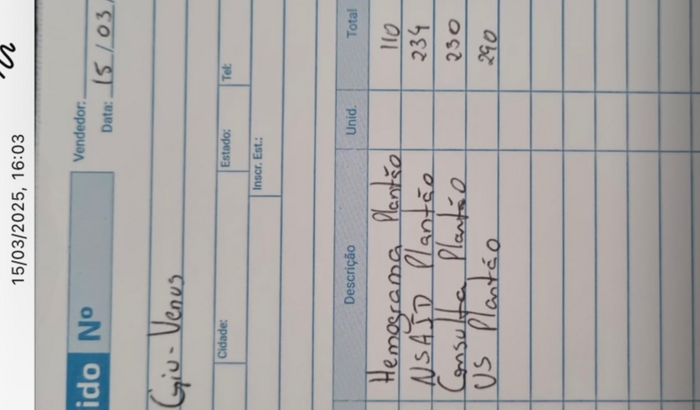 15/03/2025, 16:03
ido Nº
Vendedor:
Data: 15 / 03 /
Giu - Venus
Cidade:
Estado:
Tel:
Inscr. Est.:
Descrição Unid. Total
Hemograma Plantão 110
Plantão 234
Consulta Plantão 230
US Plantão 290